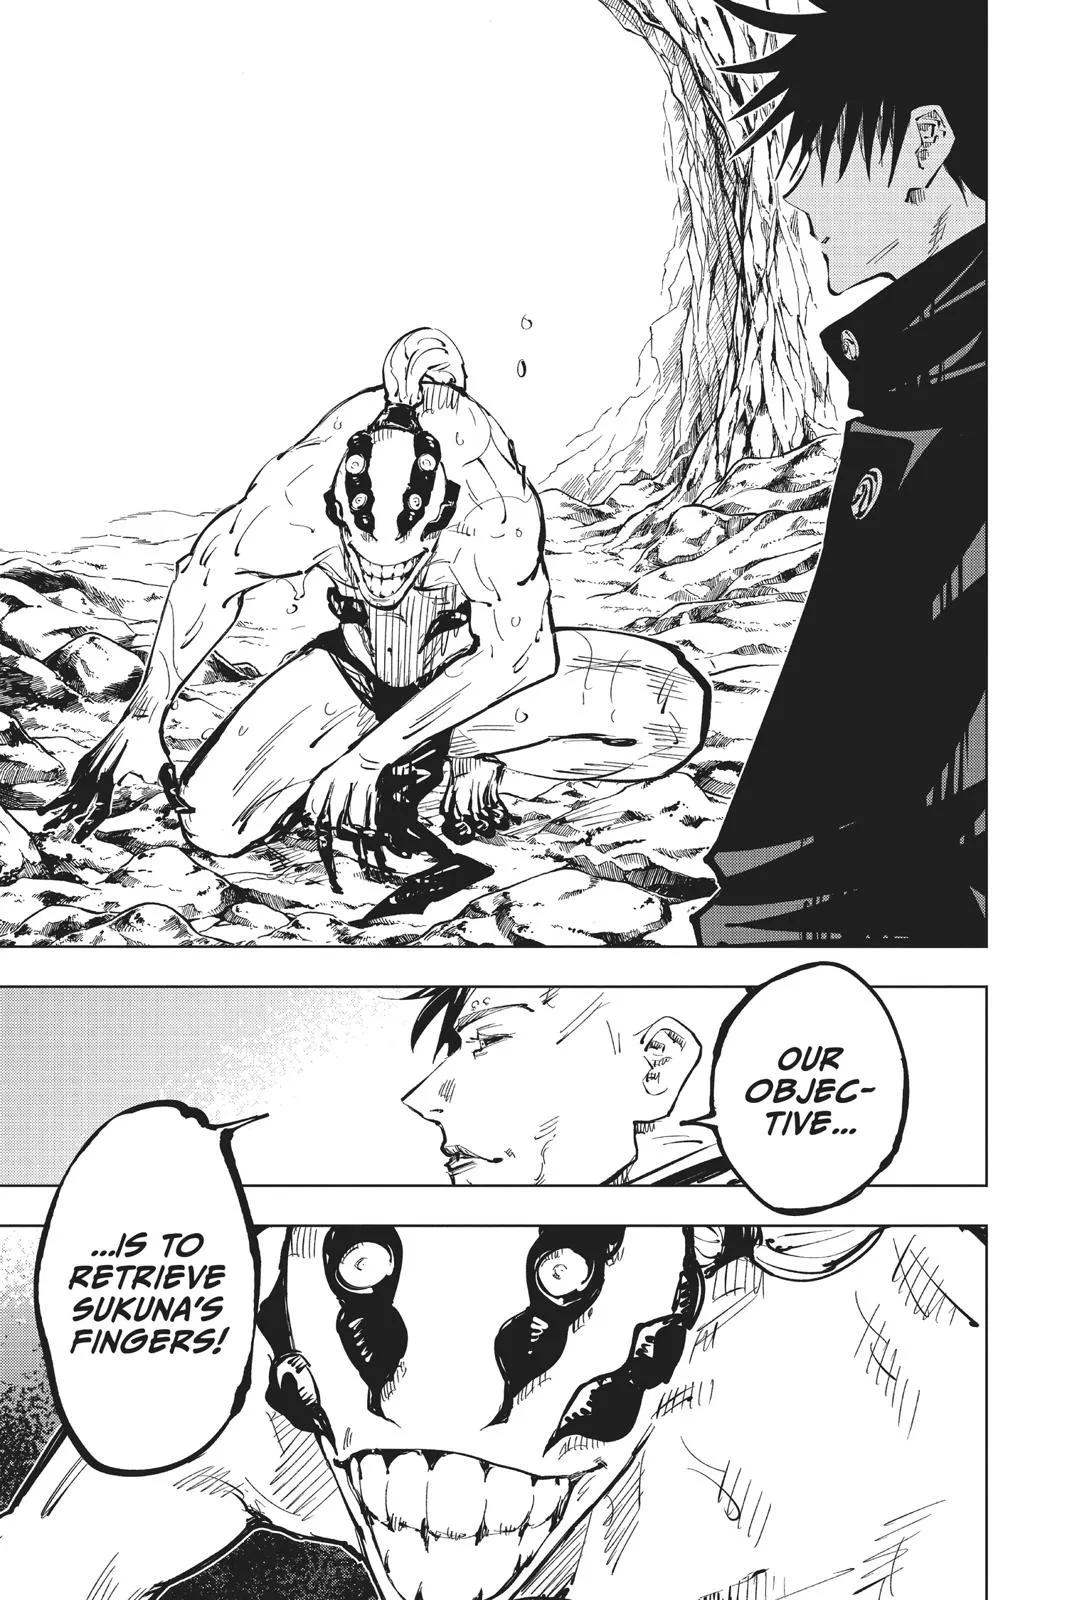 OUR
OBJEC-
TIVE...
...IS TO
RETRIEVE
SUKUNA'S
FINGERS!